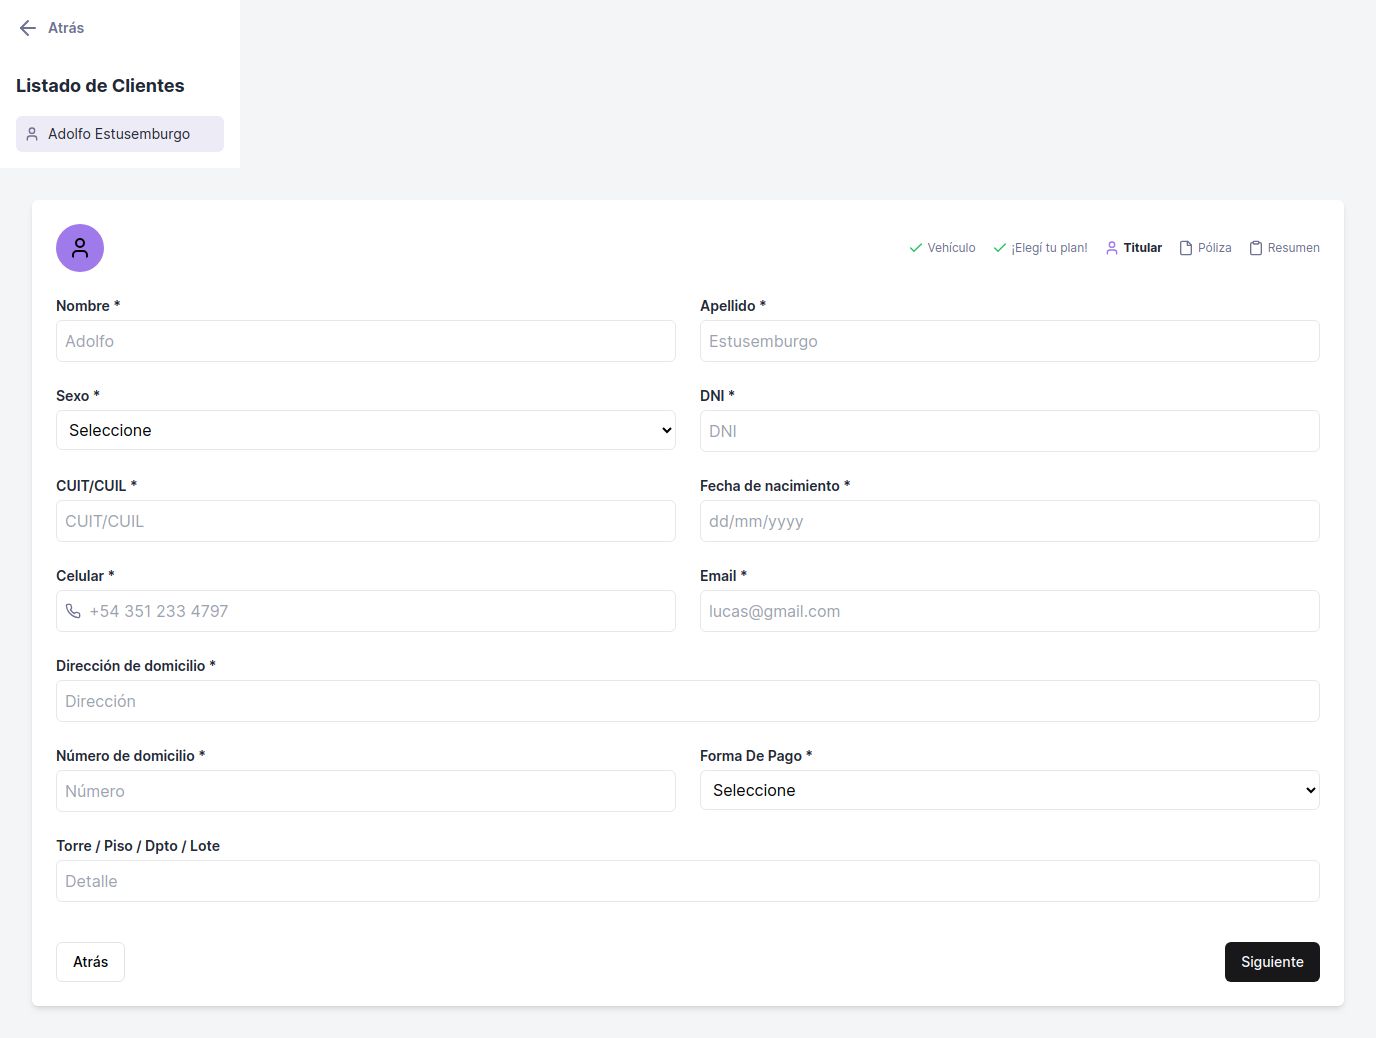 Atrás
Listado de Clientes
Adolfo Estusemburgo
Vehículo ¡Elegí tu plan! Titular Póliza Resumen
Nombre * Apellido *
Adolfo Estusemburgo
Sexo * DNI *
Seleccione DNI
CUIT/CUIL * Fecha de nacimiento *
CUIT/CUIL dd/mm/yyyy
Celular * Email *
+54 351 233 4797 lucas@gmail.com
Dirección de domicilio *
Dirección
Número de domicilio * Forma De Pago *
Número Seleccione
Torre / Piso / Dpto / Lote
Detalle
Atrás Siguiente